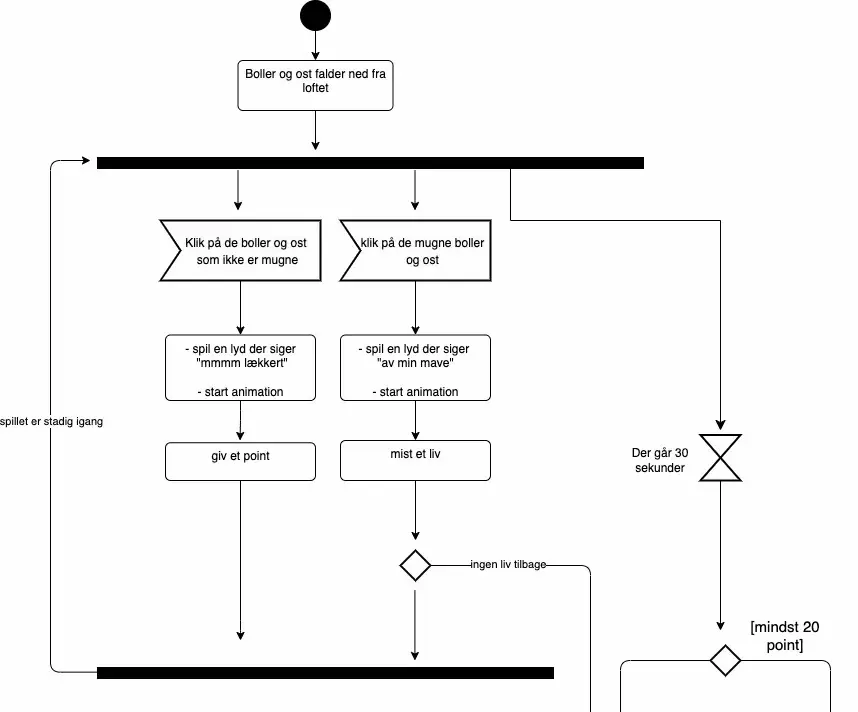 Boller og ost falder ned fra
loftet
Klik på de boller og ost
som ikke er mugne
klik på de mugne boller
og ost
- spil en lyd der siger
"mmmm lækkert"
- start animation
- spil en lyd der siger
"av min mave"
- start animation
spillet er stadig igang
giv et point
mist et liv
Der går 30
sekunder
ingen liv tilbage
[mindst 20
point]